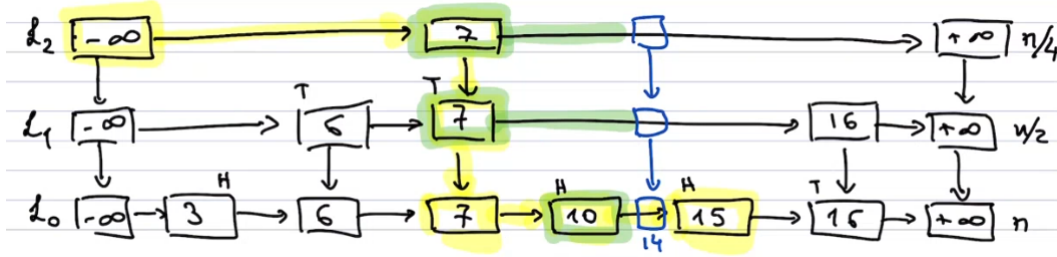 L₂ -∞ 7 +∞ n/4
T T
L₁ -∞ 6 7 16 +∞ n/2
H H H T
L₀ -∞ 3 6 7 10 15 16 +∞ n
14